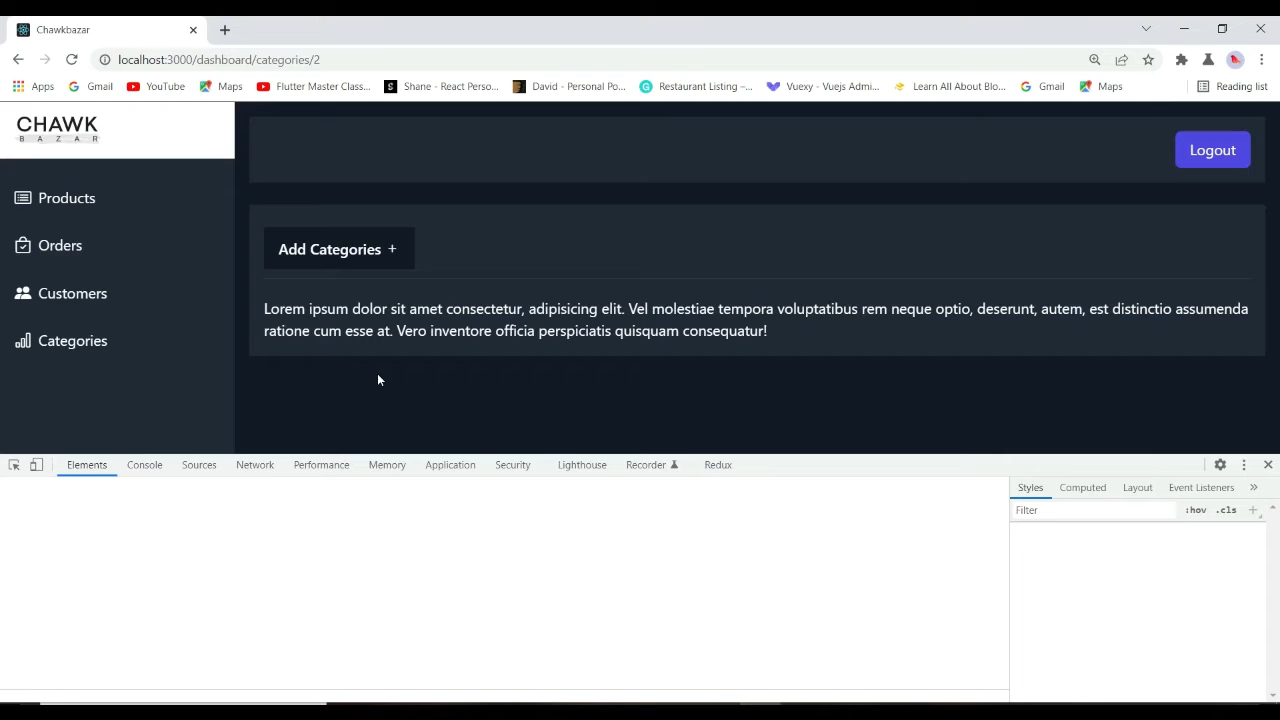 Chawkbazar
localhost:3000/dashboard/categories/2
Apps Gmail YouTube Maps Flutter Master Class... Shane - React Perso... David - Personal Po... Restaurant Listing –... Vuexy - Vuejs Admi... Learn All About Blo... Gmail Maps Reading list
CHAWK
BAZAR
Logout
Products
Orders
Customers
Categories
Add Categories +
Lorem ipsum dolor sit amet consectetur, adipisicing elit. Vel molestiae tempora voluptatibus rem neque optio, deserunt, autem, est distinctio assumenda
ratione cum esse at. Vero inventore officia perspiciatis quisquam consequatur!
Elements Console Sources Network Performance Memory Application Security Lighthouse Recorder Redux
Styles Computed Layout Event Listeners »
Filter :hov .cls +